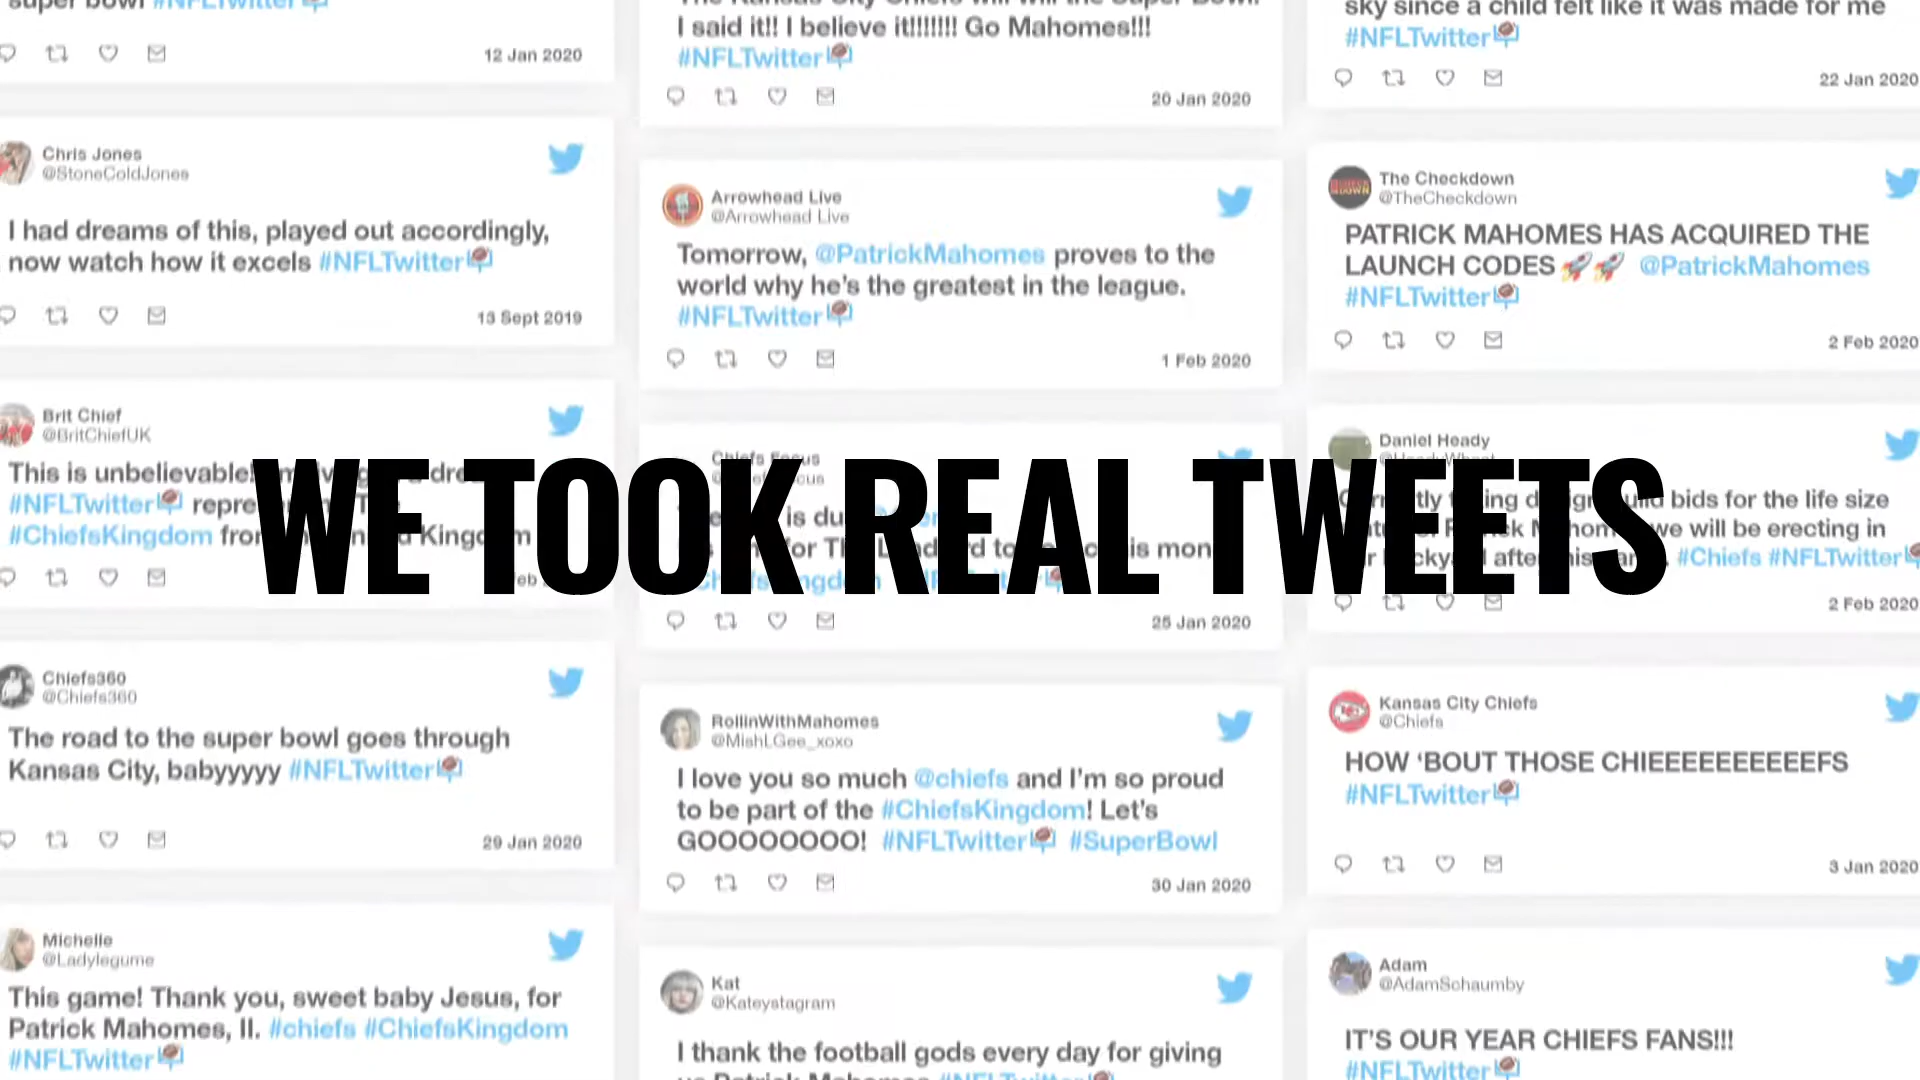 #NFLTwitter
12 Jan 2020
Chris Jones
@StoneColdJones
I had dreams of this, played out accordingly,
now watch how it excels #NFLTwitter
13 Sept 2019
Brit Chief
@BritChiefUK
This is unbelievable!
#NFLTwitter
#ChiefsKingdom
Chiefs360
@Chiefs360
The road to the super bowl goes through
Kansas City, babyyyyy #NFLTwitter
29 Jan 2020
Michelle
@Ladylegume
This game! Thank you, sweet baby Jesus, for
Patrick Mahomes, II. #chiefs #ChiefsKingdom
#NFLTwitter
I said it!! I believe it!!!!!!!! Go Mahomes!!!
#NFLTwitter
20 Jan 2020
Arrowhead Live
@Arrowhead Live
Tomorrow, @PatrickMahomes proves to the
world why he's the greatest in the league.
#NFLTwitter
1 Feb 2020
WE TOOK REAL TWEETS
25 Jan 2020
RollinWithMahomes
@MishLGee_xoxo
I love you so much @chiefs and I'm so proud
to be part of the #ChiefsKingdom! Let's
GOOOOOOOO! #NFLTwitter #SuperBowl
30 Jan 2020
Kat
@Kateystagram
I thank the football gods every day for giving
us Patrick Mahomes #NFLTwitter
sky since a child felt like it was made for me
#NFLTwitter
22 Jan 2020
The Checkdown
@TheCheckdown
PATRICK MAHOMES HAS ACQUIRED THE
LAUNCH CODES🚀🚀 @PatrickMahomes
#NFLTwitter
2 Feb 2020
Daniel Heady
bids for the life size
we will be erecting in
#Chiefs #NFLTwitter
2 Feb 2020
Kansas City Chiefs
@Chiefs
HOW ‘BOUT THOSE CHIEEEEEEEEEEFS
#NFLTwitter
3 Jan 2020
Adam
@AdamSchaumby
IT'S OUR YEAR CHIEFS FANS!!!
#NFLTwitter